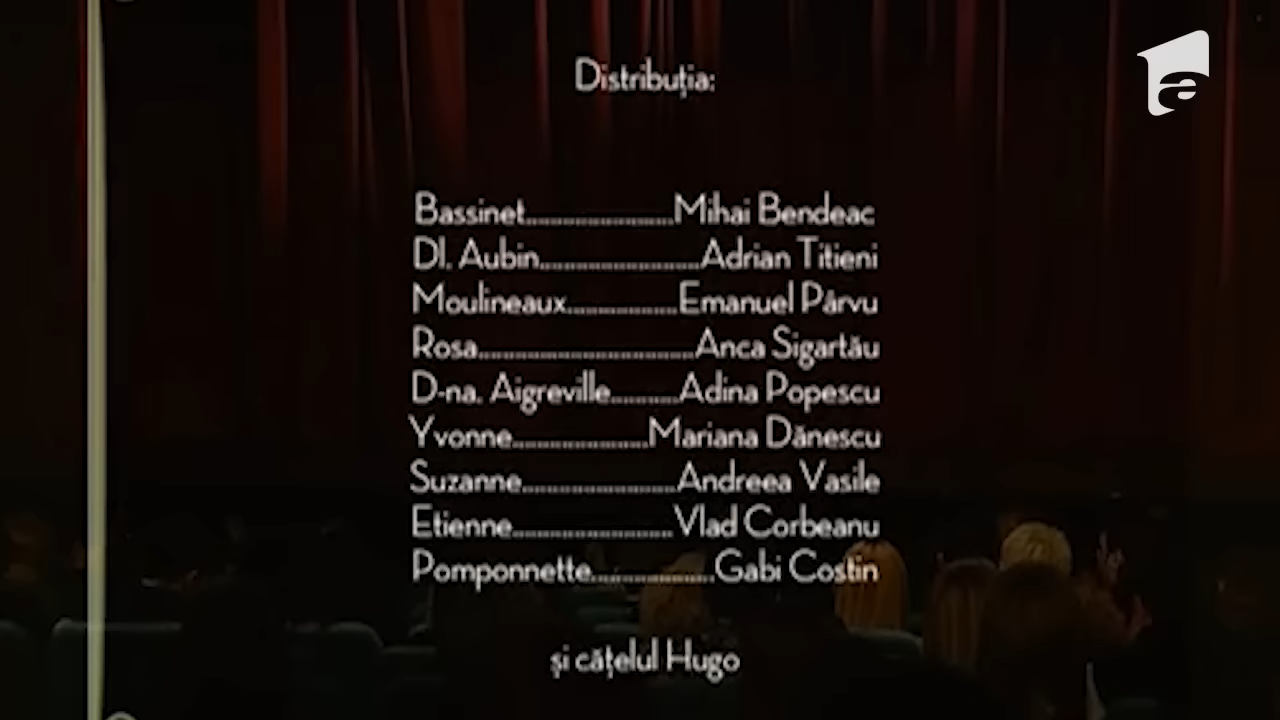 Distribuția:
Bassinet........................Mihai Bendeac
Dl. Aubin..........................Adrian Titieni
Moulineaux..................Emanuel Pârvu
Rosa...................................Anca Sigartău
D-na. Aigreville...........Adina Popescu
Yvonne......................Mariana Dănescu
Suzanne.........................Andreea Vasile
Etienne..........................Vlad Corbeanu
Pomponnette....................Gabi Costin
și cățelul Hugo